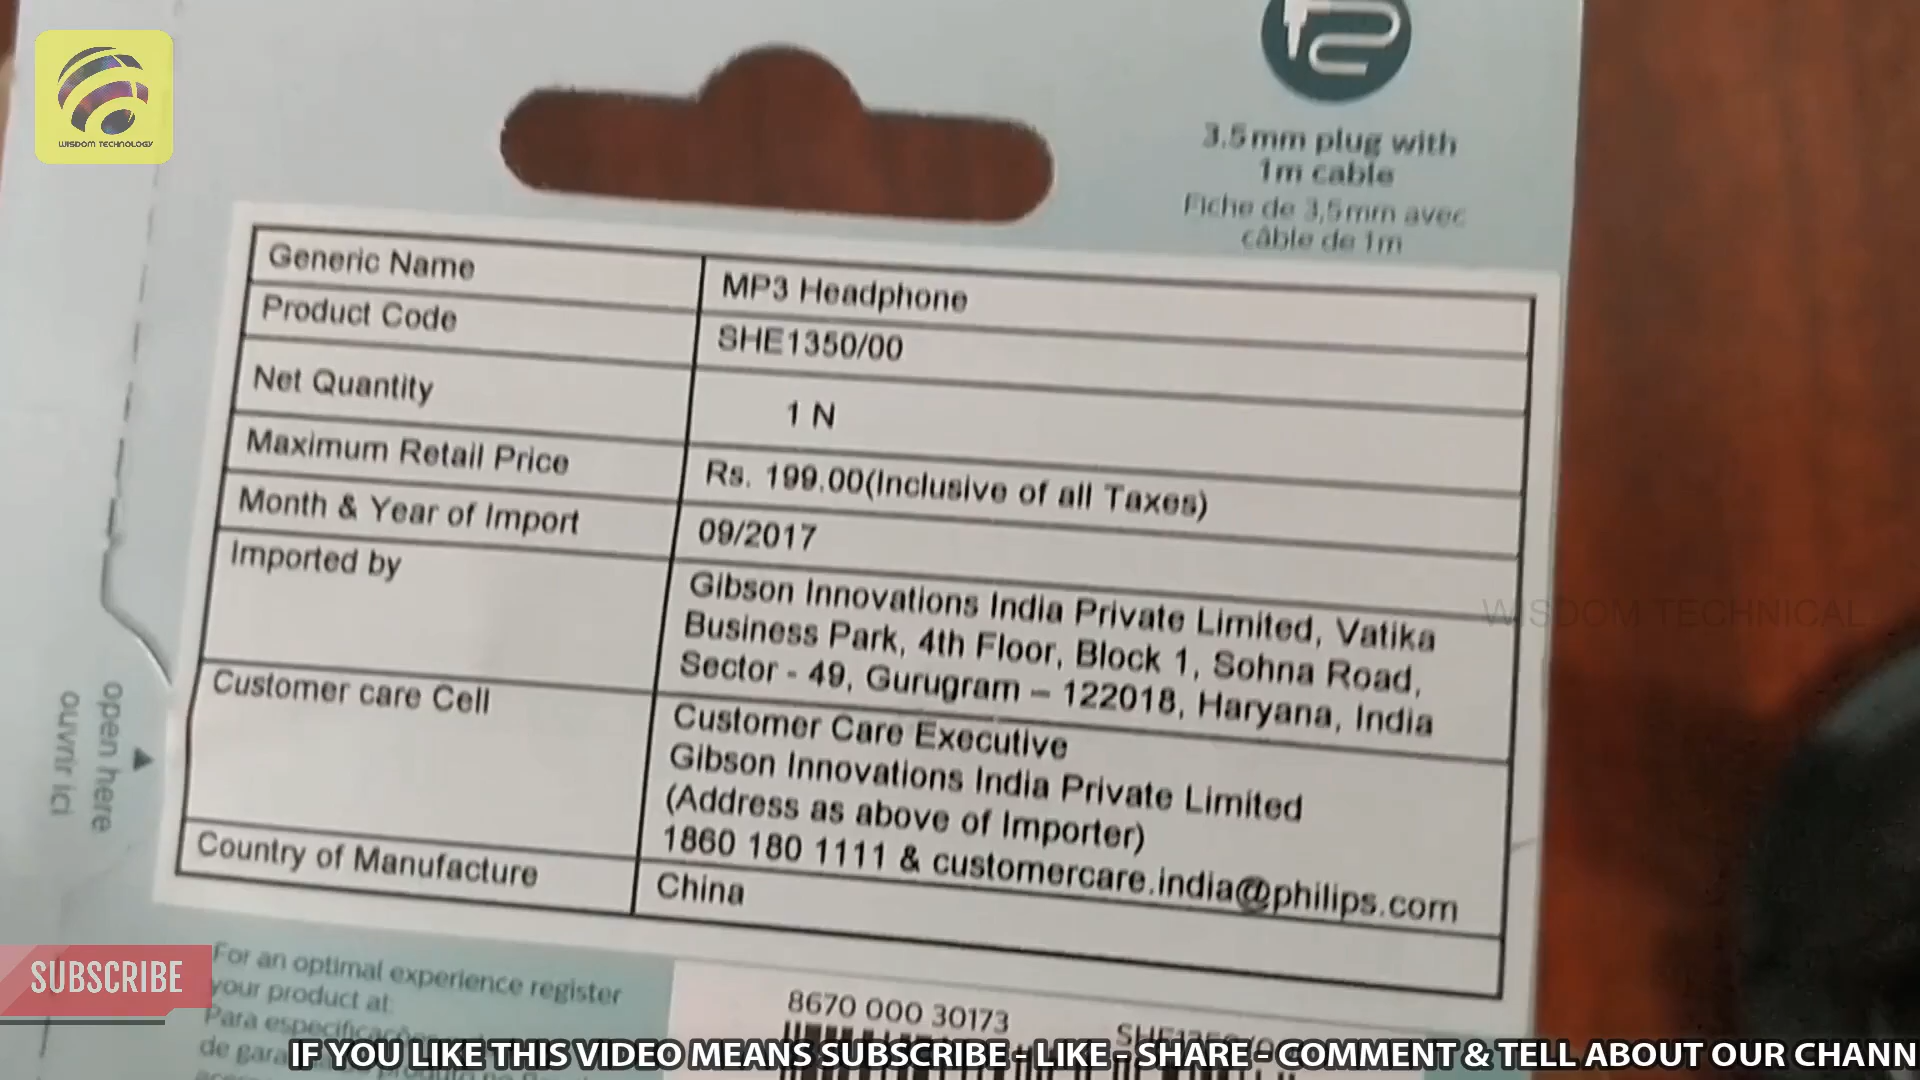 WISDOM TECHNOLOGY
3.5mm plug with
1m cable
Fiche de 3,5mm avec
câble de 1m
Generic Name
MP3 Headphone
Product Code
SHE1350/00
Net Quantity
1 N
Maximum Retail Price
Rs. 199.00(Inclusive of all Taxes)
Month & Year of Import
09/2017
Imported by
Gibson Innovations India Private Limited, Vatika
Business Park, 4th Floor, Block 1, Sohna Road,
Sector - 49, Gurugram – 122018, Haryana, India
Customer care Cell
Customer Care Executive
Gibson Innovations India Private Limited
(Address as above of Importer)
1860 180 1111 & customercare.india@philips.com
Country of Manufacture
China
WISDOM TECHNICAL
open here
ouvrir ici
SUBSCRIBE
For an optimal experience register
your product at:
8670 000 30173
Para
de
IF YOU LIKE THIS VIDEO MEANS SUBSCRIBE - LIKE - SHARE - COMMENT & TELL ABOUT OUR CHANN